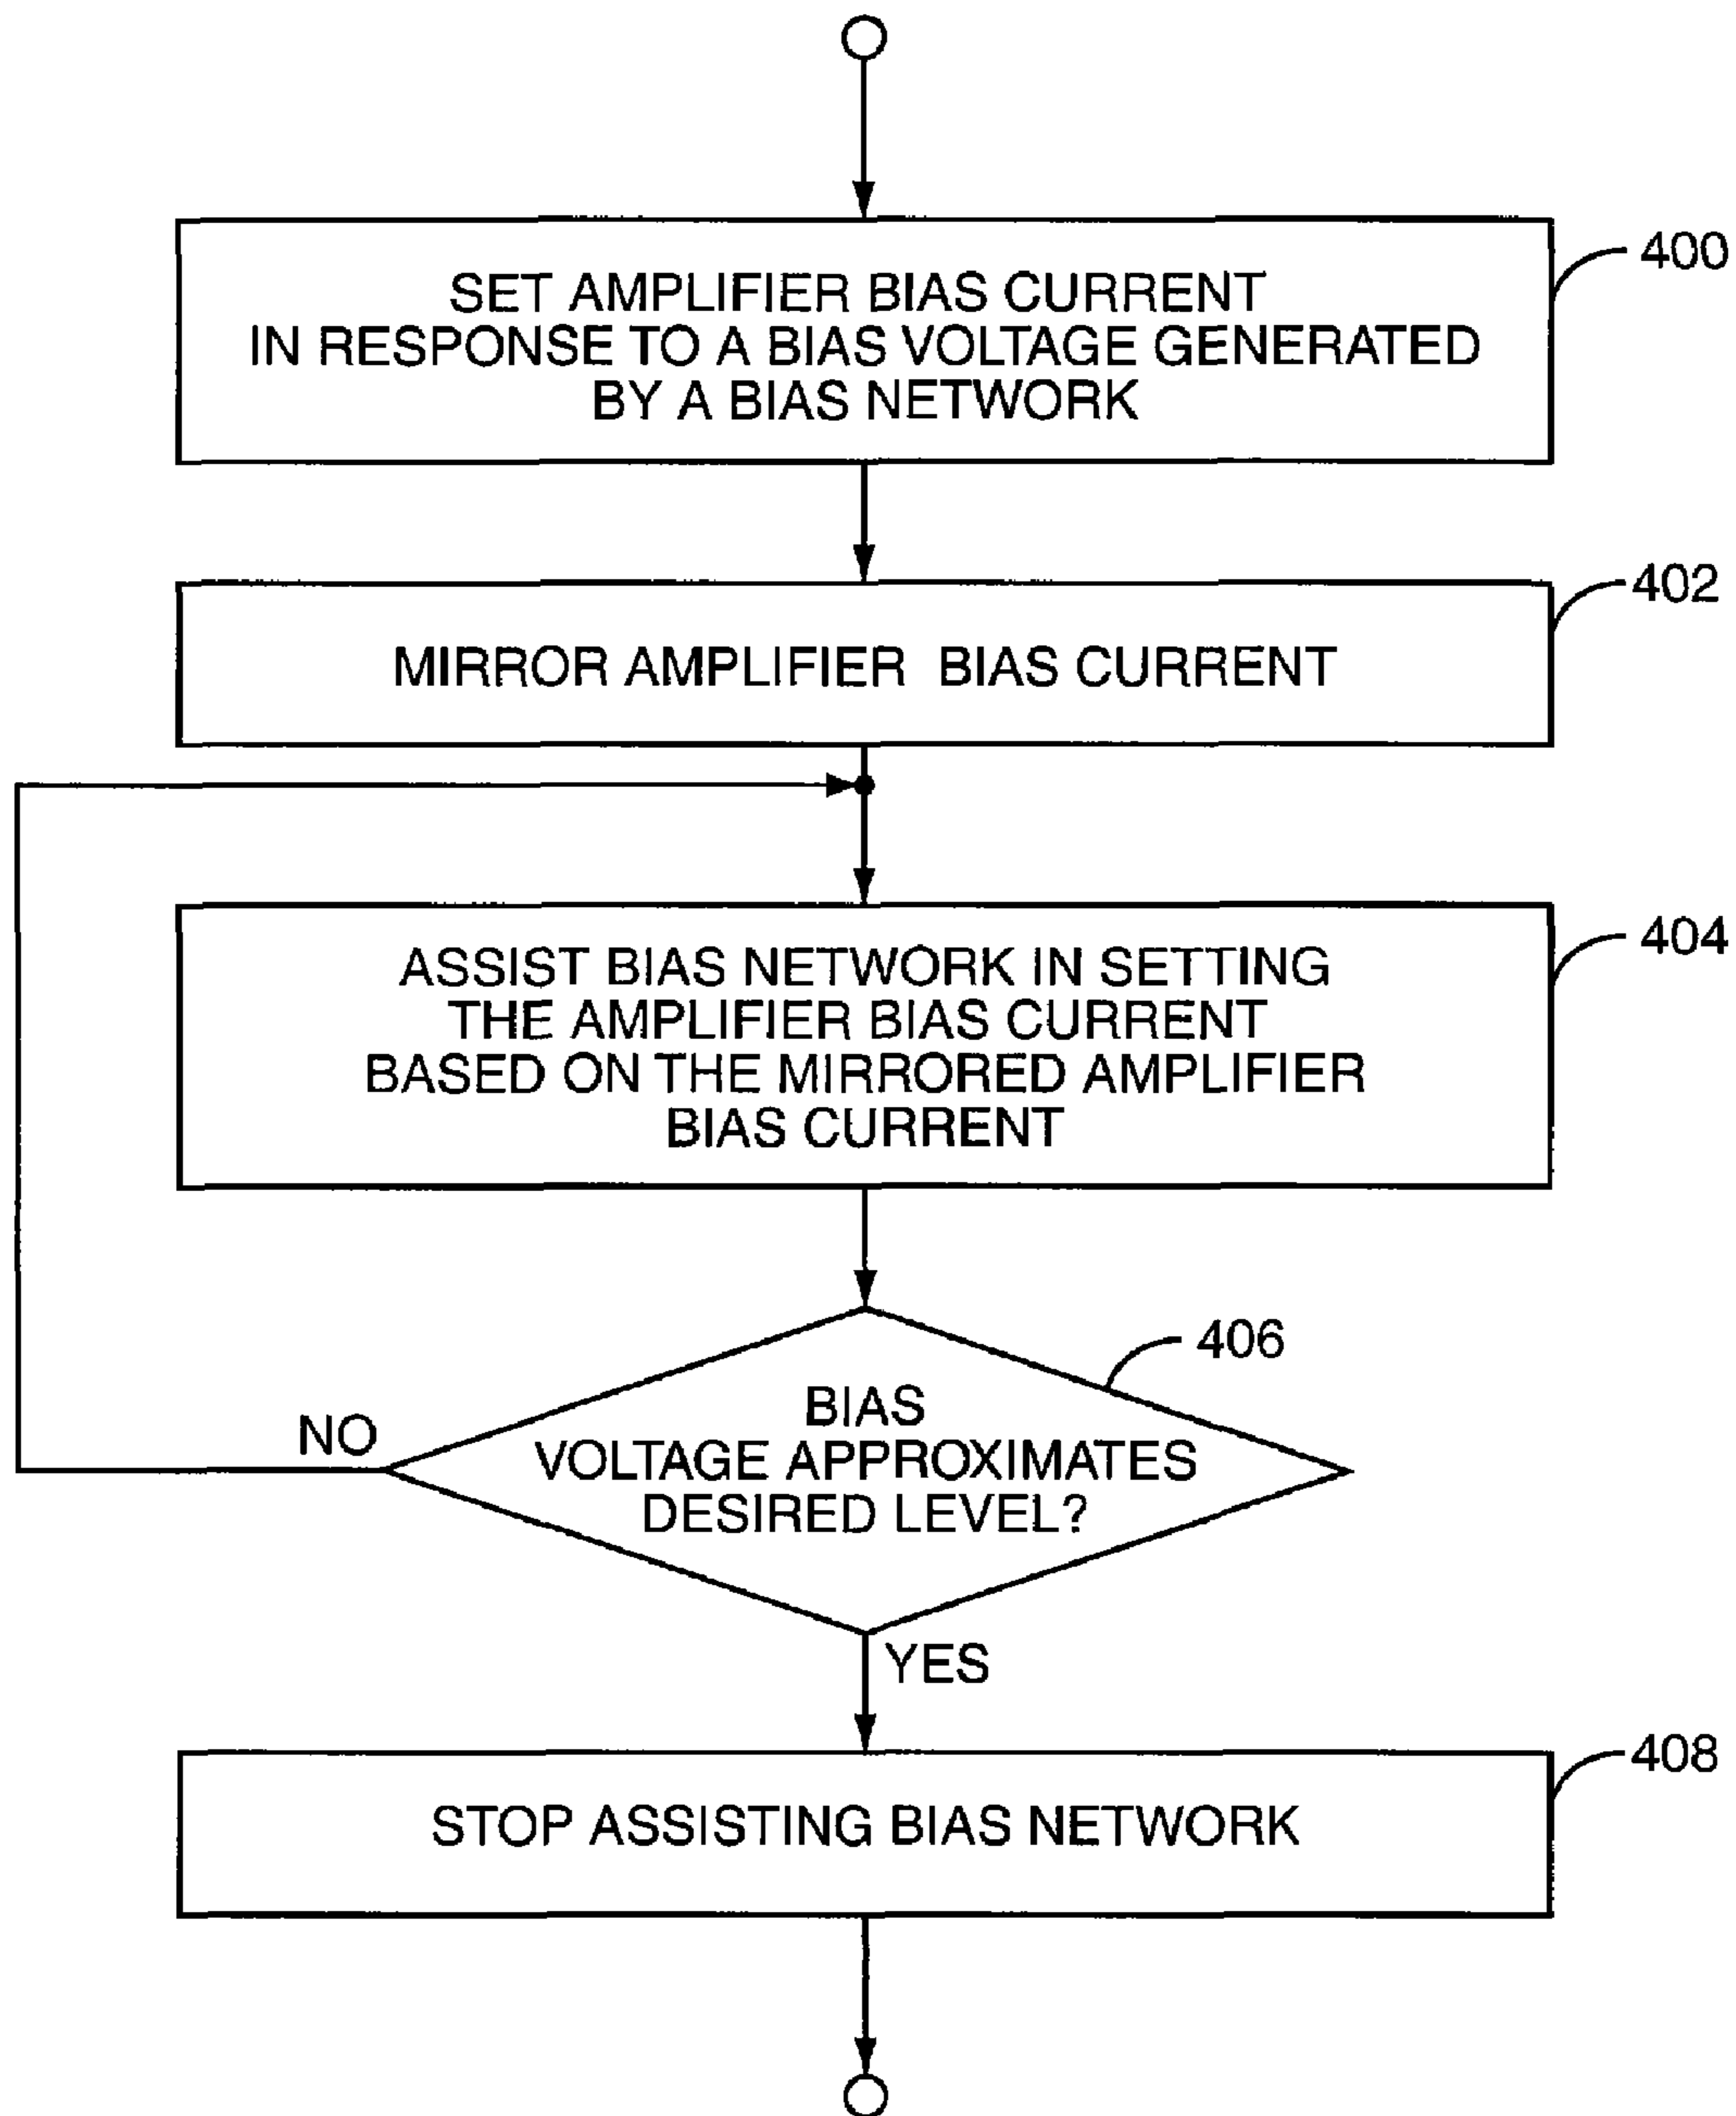 400
SET AMPLIFIER BIAS CURRENT
IN RESPONSE TO A BIAS VOLTAGE GENERATED
BY A BIAS NETWORK
402
MIRROR AMPLIFIER BIAS CURRENT
404
ASSIST BIAS NETWORK IN SETTING
THE AMPLIFIER BIAS CURRENT
BASED ON THE MIRRORED AMPLIFIER
BIAS CURRENT
406
BIAS
VOLTAGE APPROXIMATES
DESIRED LEVEL?
NO
YES
408
STOP ASSISTING BIAS NETWORK